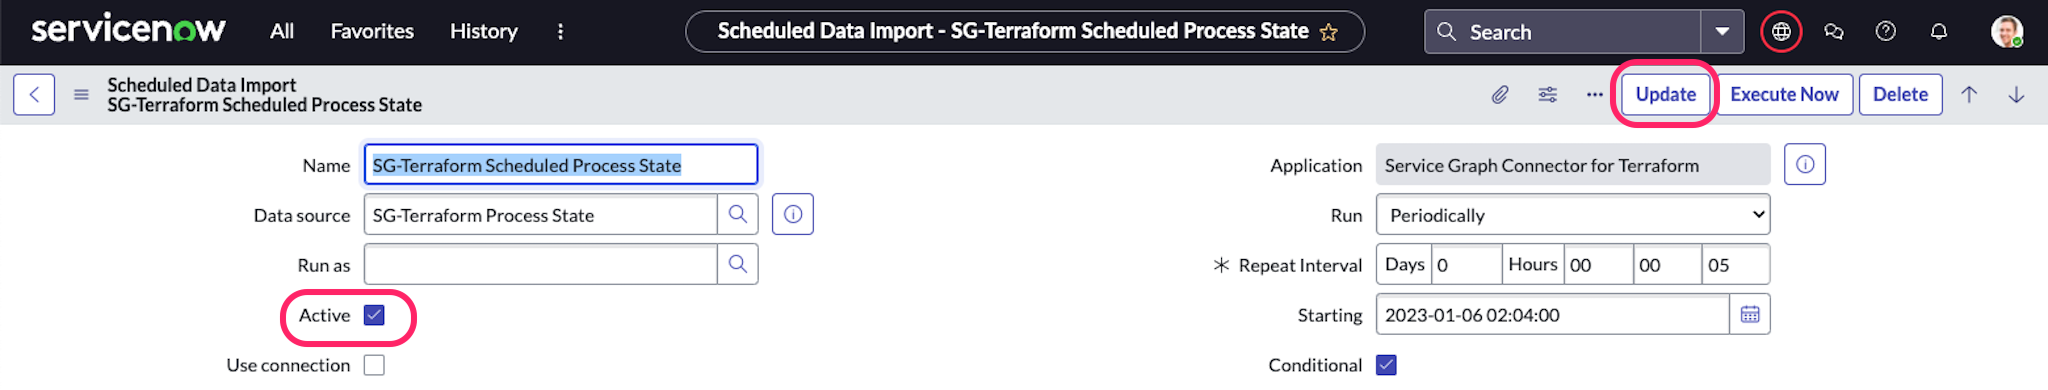 servicenow All Favorites History Scheduled Data Import - SG-Terraform Scheduled Process State Search
Scheduled Data Import
SG-Terraform Scheduled Process State
Update Execute Now Delete
Name SG-Terraform Scheduled Process State
Application Service Graph Connector for Terraform
Data source SG-Terraform Process State
Run Periodically
Run as
Repeat Interval Days 0 Hours 00 00 05
Active
Starting 2023-01-06 02:04:00
Use connection
Conditional